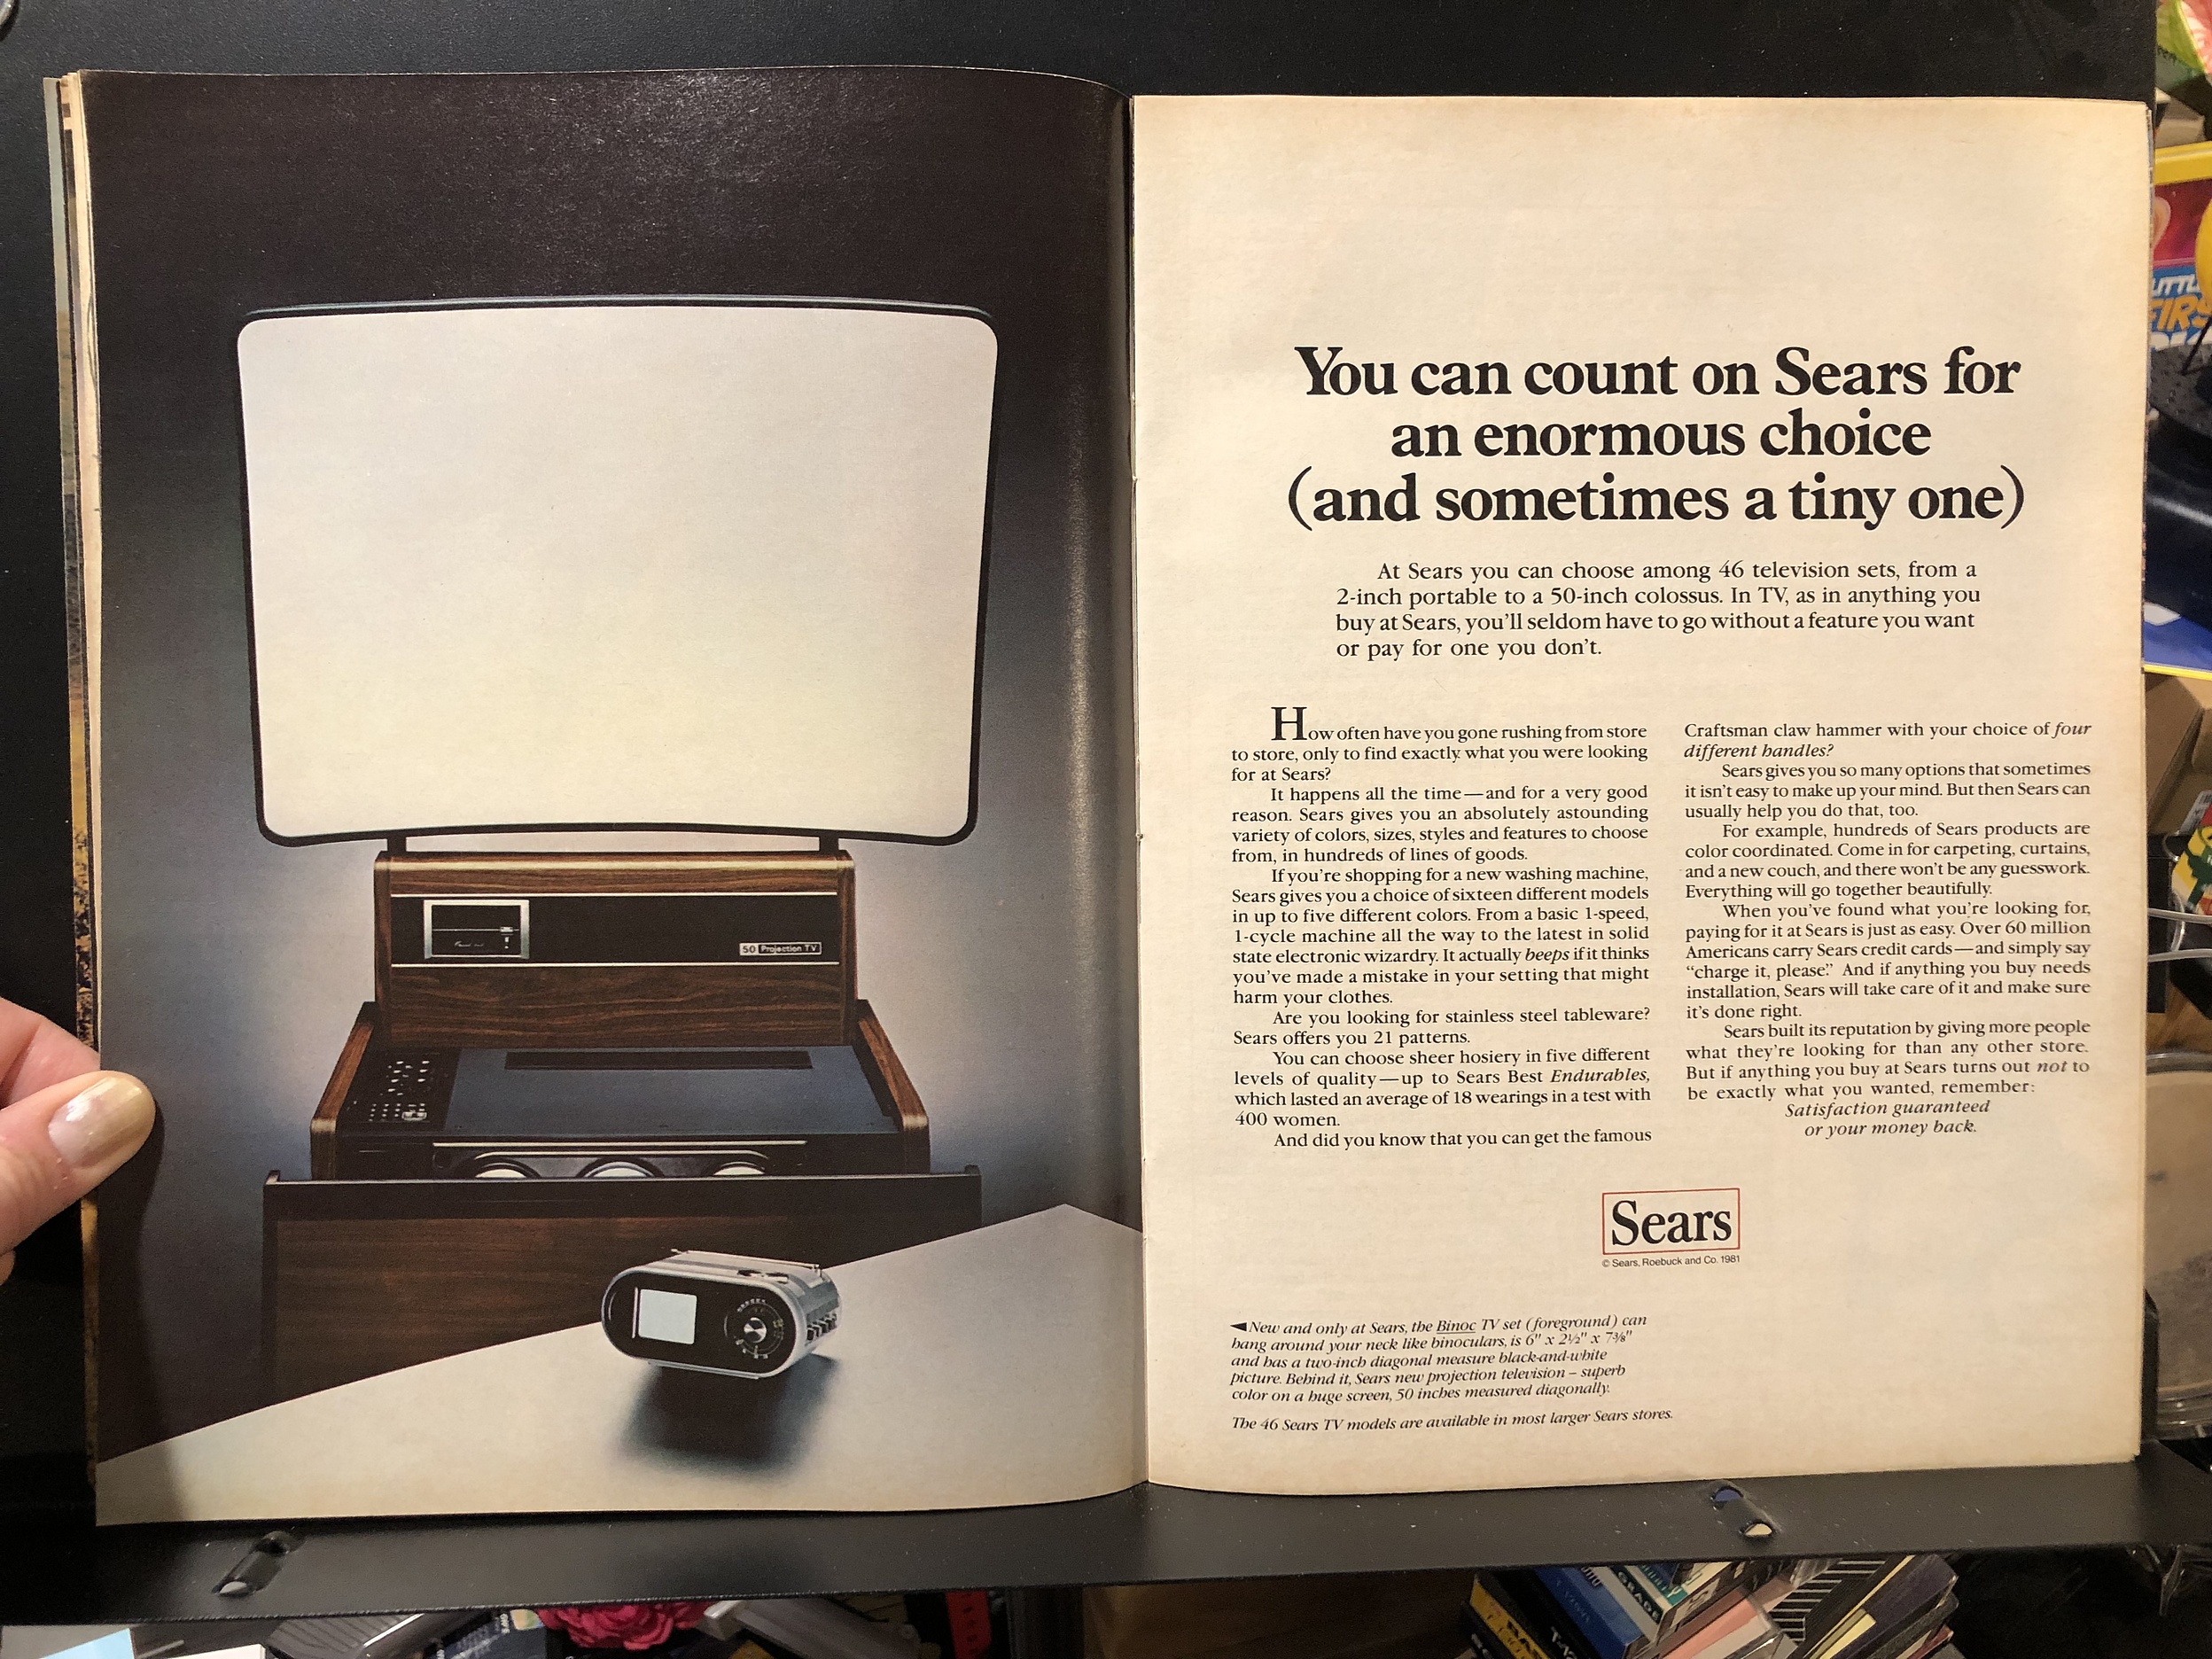 You can count on Sears for
an enormous choice
(and sometimes a tiny one)
At Sears you can choose among 46 television sets, from a
2-inch portable to a 50-inch colossus. In TV, as in anything you
buy at Sears, you'll seldom have to go without a feature you want
or pay for one you don't.
How often have you gone rushing from store
to store, only to find exactly what you were looking
for at Sears?
It happens all the time—and for a very good
reason. Sears gives you an absolutely astounding
variety of colors, sizes, styles and features to choose
from, in hundreds of lines of goods.
If you're shopping for a new washing machine,
Sears gives you a choice of sixteen different models
in up to five different colors. From a basic 1-speed,
1-cycle machine all the way to the latest in solid
state electronic wizardry. It actually beeps if it thinks
you've made a mistake in your setting that might
harm your clothes.
Are you looking for stainless steel tableware?
Sears offers you 21 patterns.
You can choose sheer hosiery in five different
levels of quality—up to Sears Best Endurables,
which lasted an average of 18 wearings in a test with
400 women.
And did you know that you can get the famous
Craftsman claw hammer with your choice of four
different handles?
Sears gives you so many options that sometimes
it isn't easy to make up your mind. But then Sears can
usually help you do that, too.
For example, hundreds of Sears products are
color coordinated. Come in for carpeting, curtains,
and a new couch, and there won't be any guesswork.
Everything will go together beautifully.
When you've found what you're looking for,
paying for it at Sears is just as easy. Over 60 million
Americans carry Sears credit cards—and simply say
“charge it, please.” And if anything you buy needs
installation, Sears will take care of it and make sure
it's done right.
Sears built its reputation by giving more people
what they're looking for than any other store.
But if anything you buy at Sears turns out not to
be exactly what you wanted, remember:
Satisfaction guaranteed
or your money back.
Sears
© Sears, Roebuck and Co. 1981
◄New and only at Sears, the Binoc TV set (foreground) can
hang around your neck like binoculars, is 6" x 2½" x 7⅜"
and has a two-inch diagonal measure black-and-white
picture. Behind it, Sears new projection television – superb
color on a huge screen, 50 inches measured diagonally.
The 46 Sears TV models are available in most larger Sears stores.
50 Projection TV
GRADE